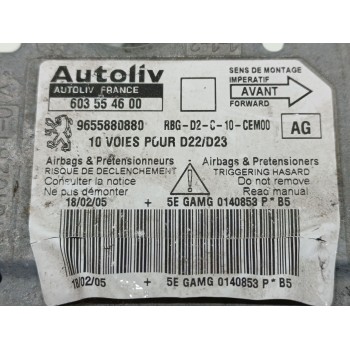 Autoliv
AUTOLIV FRANCE
603 55 46 00
SENS DE MONTAGE
IMPERATIF
AVANT
FORWARD
9655880880 RBG-D2-C-10-CEM00 AG
10 VOIES POUR D22/D23
Airbags & Pretensionneurs
RISQUE DE DECLENCHEMENT
Consulter la notice
Ne pas démonter
Airbags & Pretensioners
TRIGGERING HASARD
Do not remove
Read manual
18/02/05 + 5E GAMG 0140853 P * B5
18/02/05 + 5E GAMG 0140853 P * B5